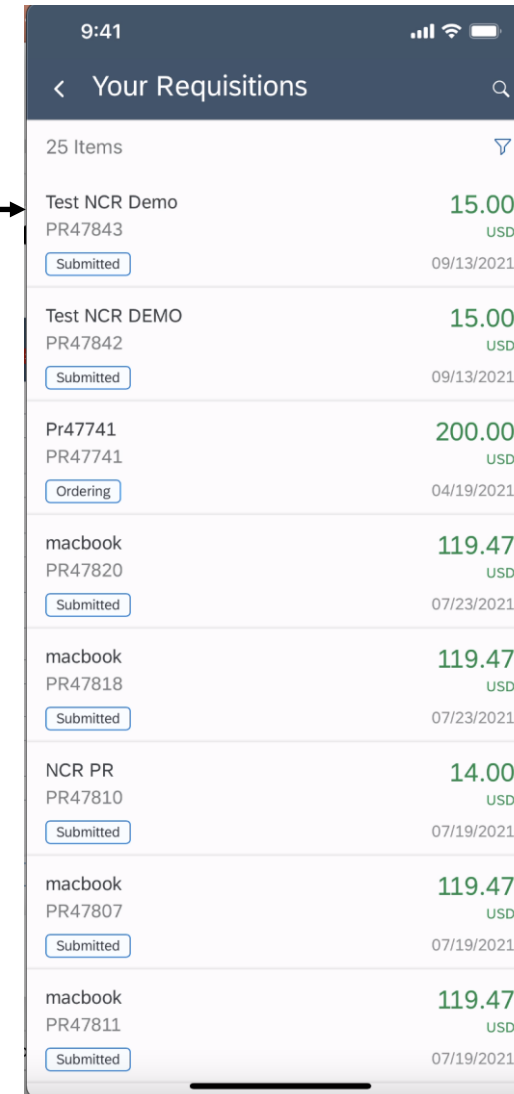 9:41
Your Requisitions
25 Items
Test NCR Demo
15.00
PR47843
USD
Submitted
09/13/2021
Test NCR DEMO
15.00
PR47842
USD
Submitted
09/13/2021
Pr47741
200.00
PR47741
USD
Ordering
04/19/2021
macbook
119.47
PR47820
USD
Submitted
07/23/2021
macbook
119.47
PR47818
USD
Submitted
07/23/2021
NCR PR
14.00
PR47810
USD
Submitted
07/19/2021
macbook
119.47
PR47807
USD
Submitted
07/19/2021
macbook
119.47
PR47811
USD
Submitted
07/19/2021